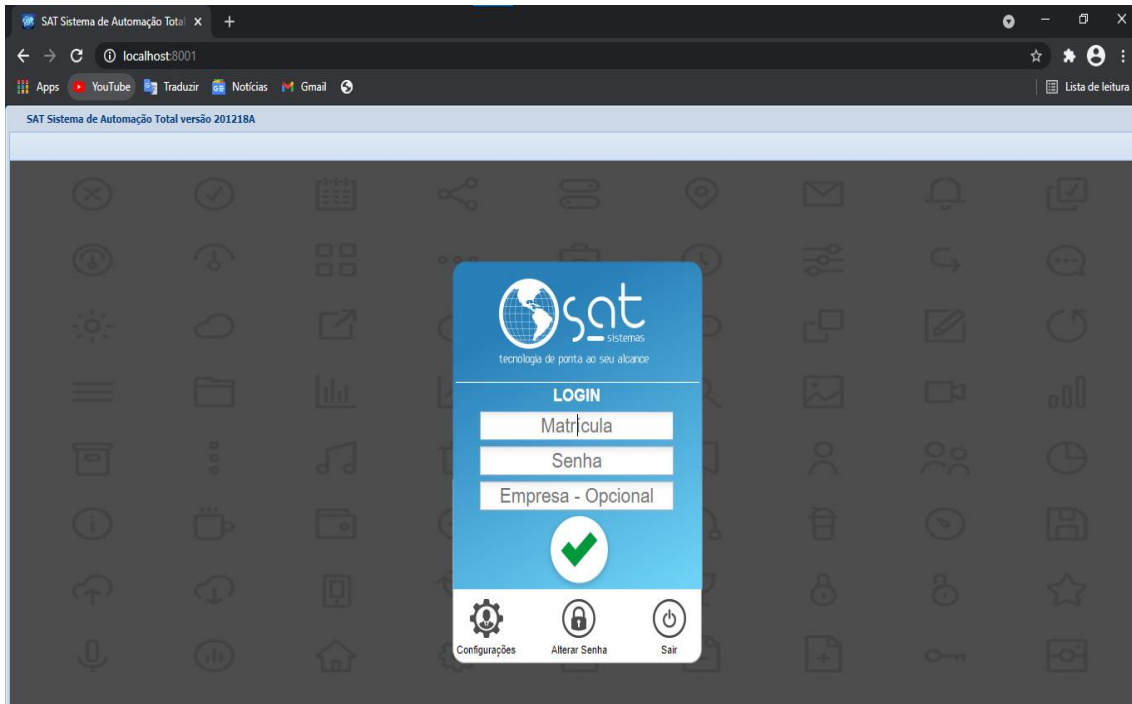 SAT Sistema de Automação Total
localhost:8001
Apps YouTube Traduzir Notícias Gmail Lista de leitura
SAT Sistema de Automação Total versão 201218A
sat
sistemas
tecnologia de ponta ao seu alcance
LOGIN
Matrícula
Senha
Empresa - Opcional
Configurações Alterar Senha Sair